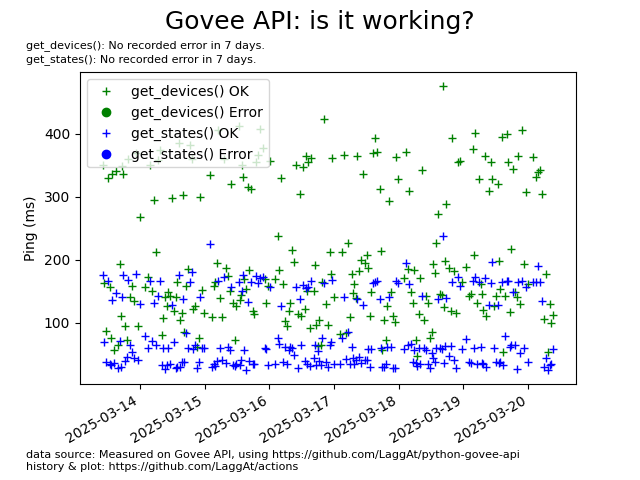 Govee API: is it working?
get_devices(): No recorded error in 7 days.
get_states(): No recorded error in 7 days.
get_devices() OK
get_devices() Error
get_states() OK
get_states() Error
Ping (ms)
400
300
200
100
2025-03-14
2025-03-15
2025-03-16
2025-03-17
2025-03-18
2025-03-19
2025-03-20
data source: Measured on Govee API, using https://github.com/LaggAt/python-govee-api
history & plot: https://github.com/LaggAt/actions